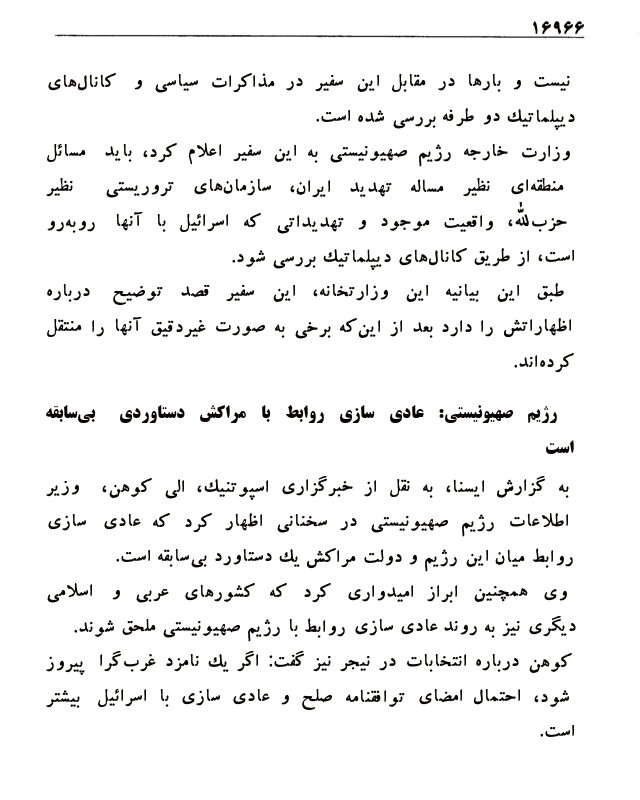 ۱۶۹۶۶
نیست و بارها در مقابل این سفیر در مذاکرات سیاسی و کانال‌های
دیپلماتیك دو طرفه بررسی شده است.
وزارت خارجه رژیم صهیونیستی به این سفیر اعلام کرد، باید مسائل
منطقه‌ای نظیر مساله تهدید ایران، سازمان‌های تروریستی نظیر
حزب‌الله، واقعیت موجود و تهدیداتی که اسرائیل با آنها روبه‌رو
است، از طریق کانال‌های دیپلماتیك بررسی شود.
طبق این بیانیه این وزارتخانه، این سفیر قصد توضیح درباره
اظهاراتش را دارد بعد از این‌که برخی به صورت غیردقیق آنها را منتقل
کرده‌اند.
رژیم صهیونیستی: عادی سازی روابط با مراکش دستاوردی بی‌سابقه
است
به گزارش ایسنا، به نقل از خبرگزاری اسپوتنیك، الی کوهن، وزیر
اطلاعات رژیم صهیونیستی در سخنانی اظهار کرد که عادی سازی
روابط میان این رژیم و دولت مراکش یك دستاورد بی‌سابقه است.
وی همچنین ابراز امیدواری کرد که کشورهای عربی و اسلامی
دیگری نیز به روند عادی سازی روابط با رژیم صهیونیستی ملحق شوند.
کوهن درباره انتخابات در نیجر نیز گفت: اگر یك نامزد غرب‌گرا پیروز
شود، احتمال امضای توافقنامه صلح و عادی سازی با اسرائیل بیشتر
است.